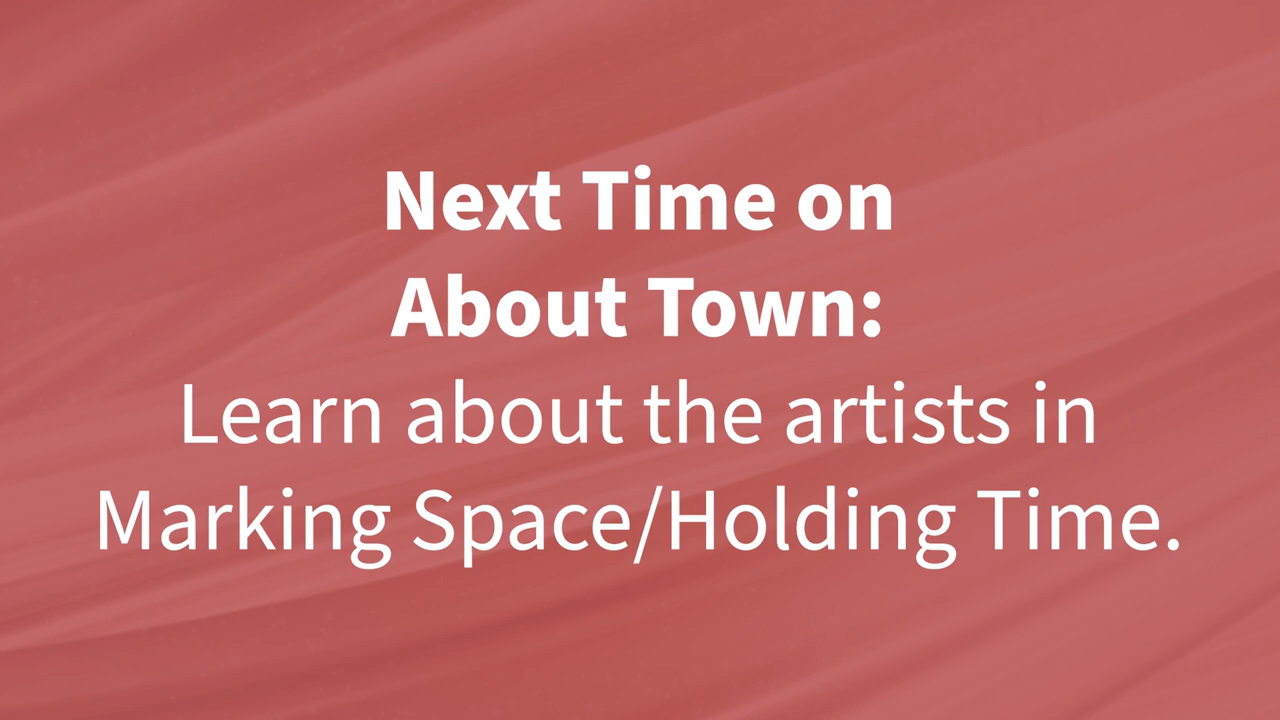 Next Time on
About Town:
Learn about the artists in
Marking Space/Holding Time.